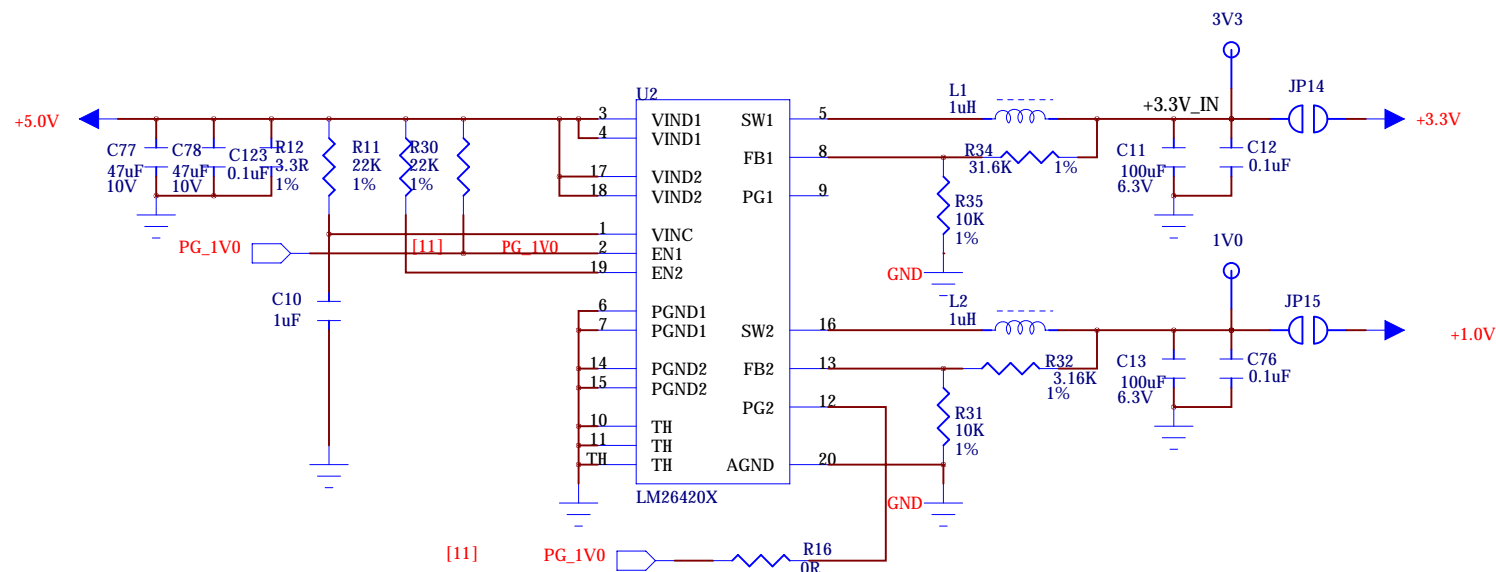 3V3
+5.0V
C77
47uF
10V
C78
47uF
10V
C123
0.1uF
R12
3.3R
1%
R11
22K
1%
R30
22K
1%
U2
3 VIND1
4 VIND1
17 VIND2
18 VIND2
1 VINC
2 EN1
19 EN2
6 PGND1
7 PGND1
14 PGND2
15 PGND2
10 TH
11 TH
TH TH
SW1 5
FB1 8
PG1 9
SW2 16
FB2 13
PG2 12
AGND 20
LM26420X
PG_1V0
[11]
PG_1V0
C10
1uF
L1
1uH
R34
31.6K
1%
R35
10K
1%
GND
+3.3V_IN
C11
100uF
6.3V
C12
0.1uF
JP14
+3.3V
1V0
L2
1uH
R32
3.16K
1%
R31
10K
1%
GND
C13
100uF
6.3V
C76
0.1uF
JP15
+1.0V
[11]
PG_1V0
R16
0R